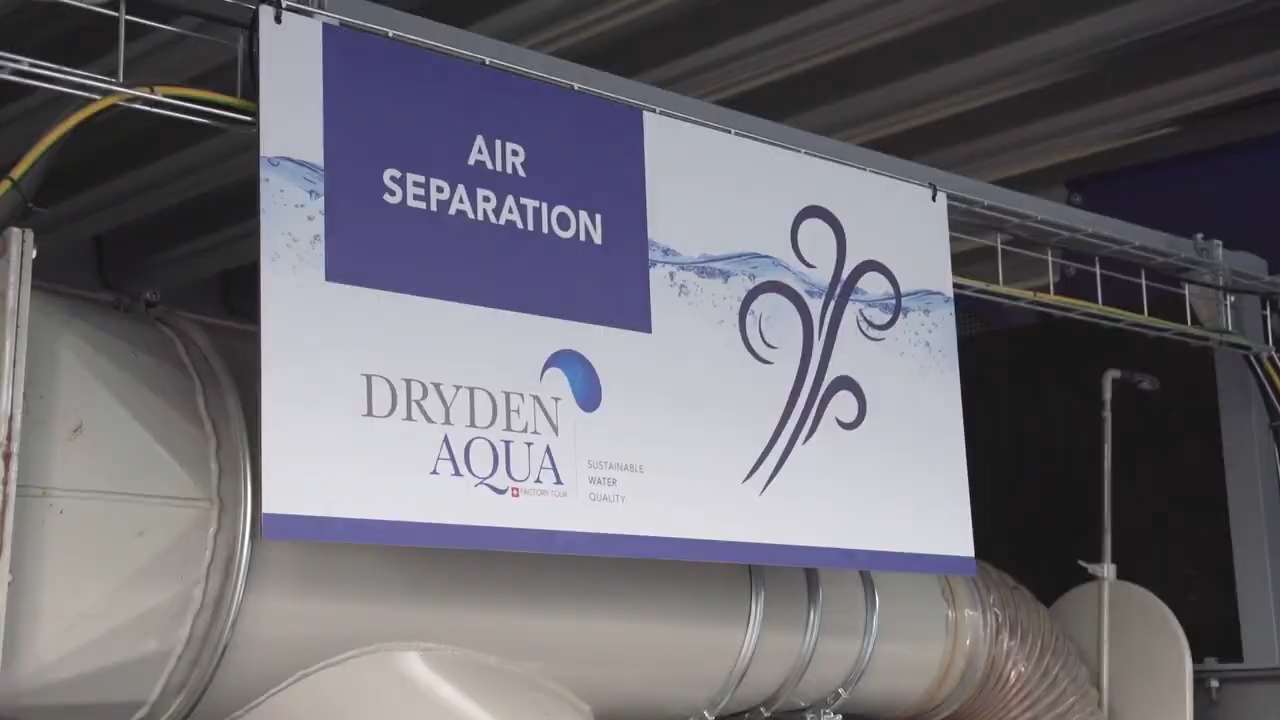 AIR
SEPARATION
DRYDEN
AQUA
FACTORY TOUR
SUSTAINABLE
WATER
QUALITY